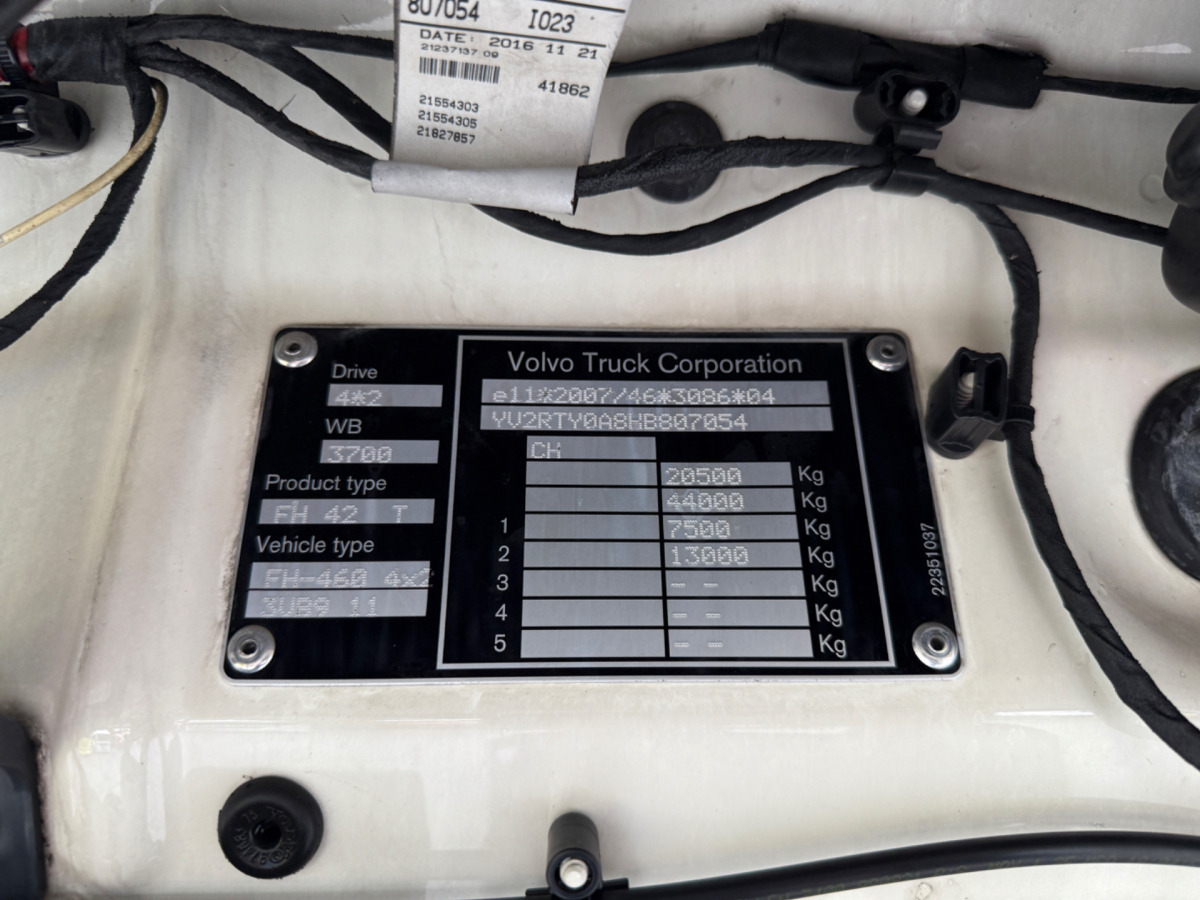 807054 I023
DATE: 2016 11 21
21237137 09
41862
21554303
21554305
21827857
Volvo Truck Corporation
Drive
4*2
WB
3700
Product type
FH 42 T
Vehicle type
FH-460 4x2
3UB9 11
e11*2007/46*3086*04
YV2RTY0A8HB807054
CH
20500 Kg
44000 Kg
1 7500 Kg
2 13000 Kg
3 - - Kg
4 - - Kg
5 - - Kg
22351037